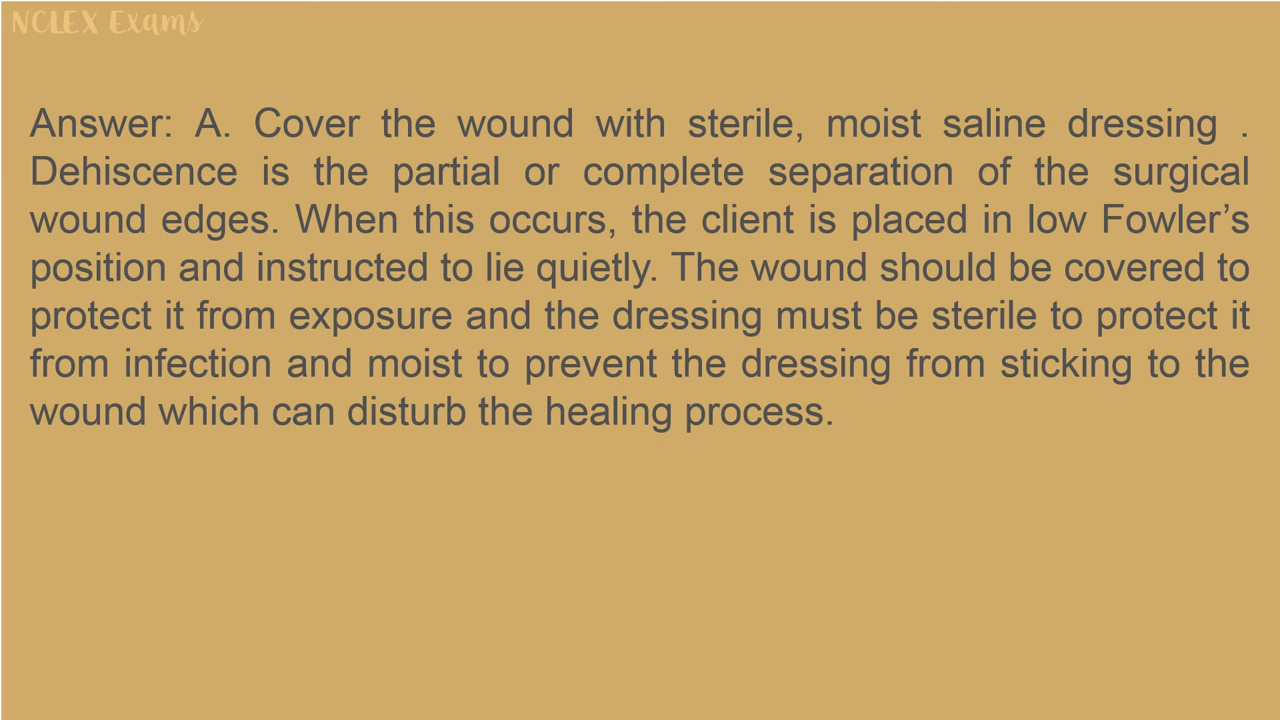 NCLEX Exams
Answer: A. Cover the wound with sterile, moist saline dressing .
Dehiscence is the partial or complete separation of the surgical
wound edges. When this occurs, the client is placed in low Fowler’s
position and instructed to lie quietly. The wound should be covered to
protect it from exposure and the dressing must be sterile to protect it
from infection and moist to prevent the dressing from sticking to the
wound which can disturb the healing process.